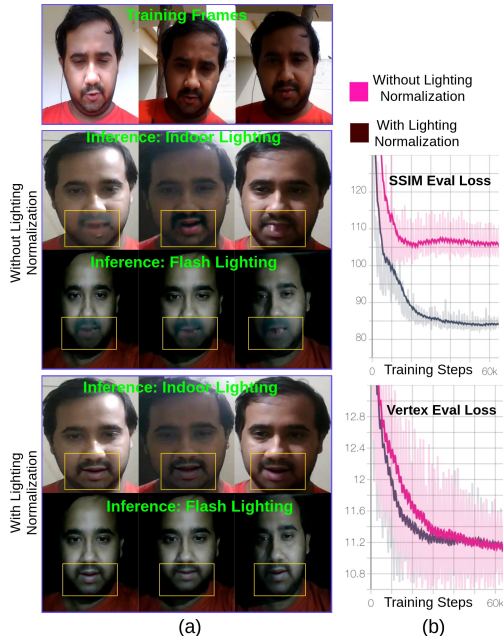 Training Frames
Inference: Indoor Lighting
Without Lighting
Normalization
Inference: Flash Lighting
Inference: Indoor Lighting
With Lighting
Normalization
Inference: Flash Lighting
(a)
Without Lighting
Normalization
With Lighting
Normalization
SSIM Eval Loss
120
110
100
90
80
0
Training Steps
60k
Vertex Eval Loss
12.8
12.4
12
11.6
11.2
10.8
0
Training Steps
60k
(b)